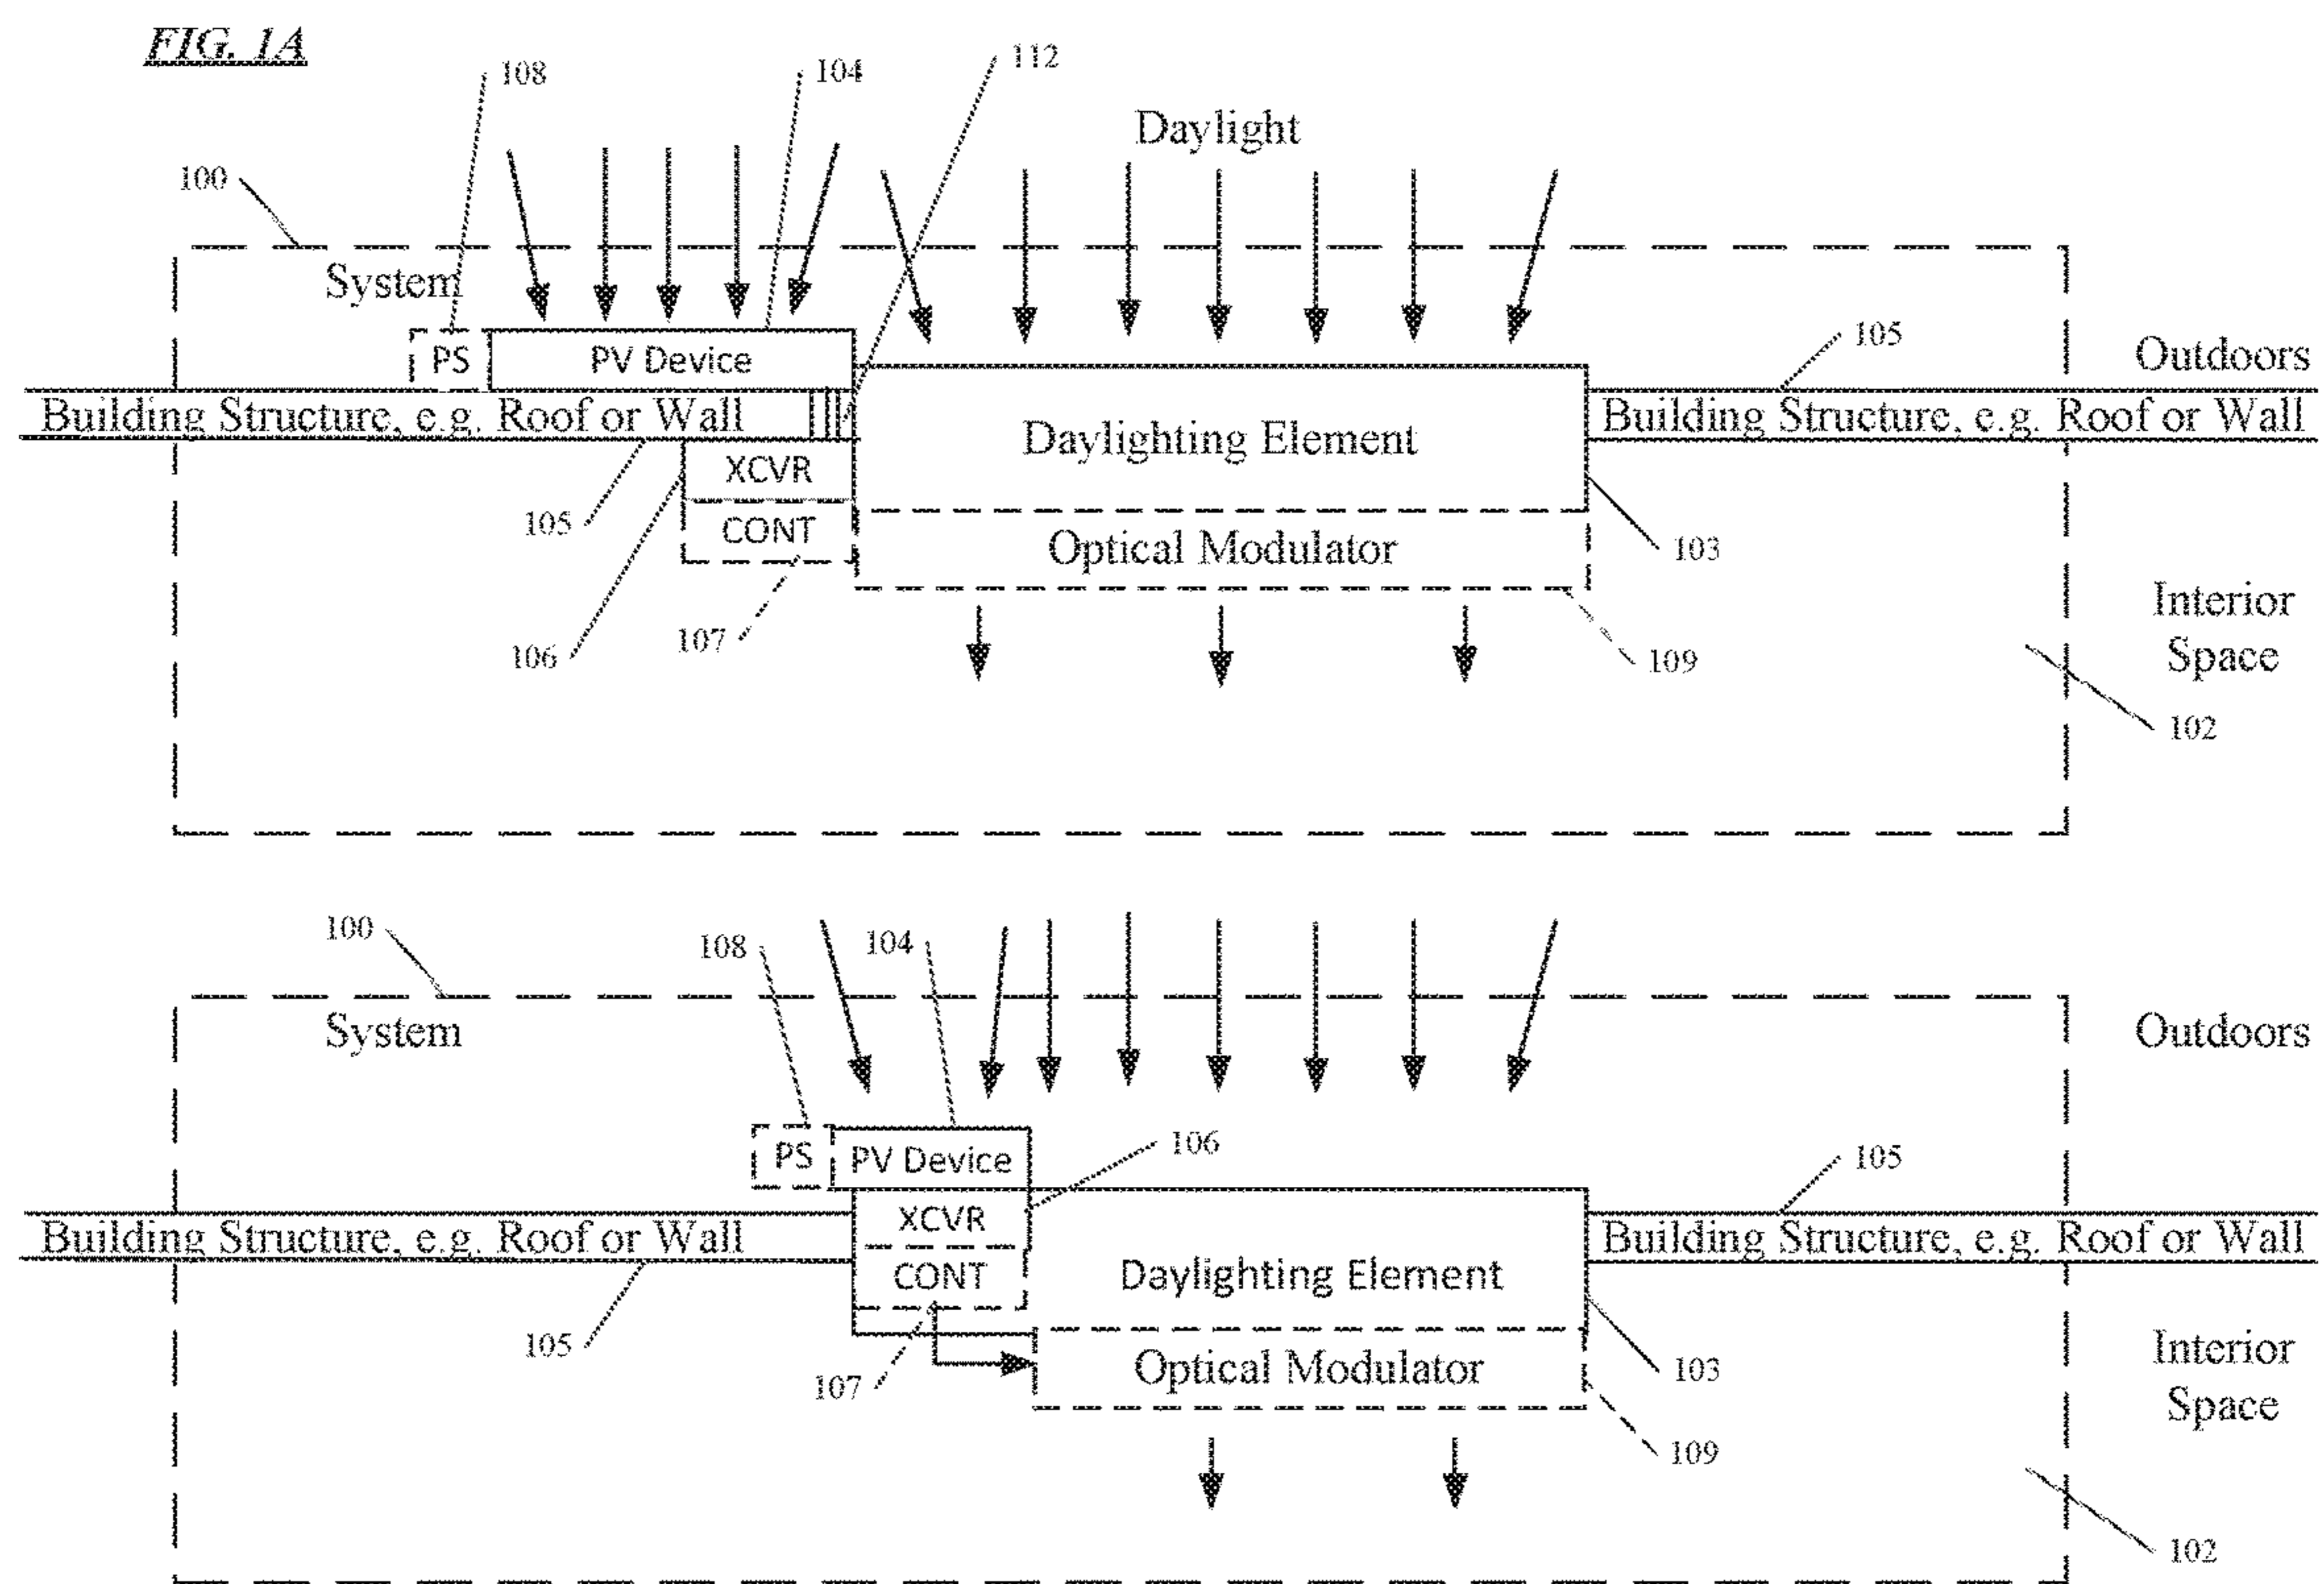 FIG. 1A
108
104
112
Daylight
100
System
105
Outdoors
PS
PV Device
Building Structure, e.g. Roof or Wall
Daylighting Element
Building Structure, e.g. Roof or Wall
XCVR
105
CONT
Optical Modulator
103
106
107
109
Interior
Space
102
100
108
104
System
Outdoors
PS
PV Device
106
105
Building Structure, e.g. Roof or Wall
XCVR
Building Structure, e.g. Roof or Wall
CONT
Daylighting Element
105
Optical Modulator
107
103
Interior
Space
109
102